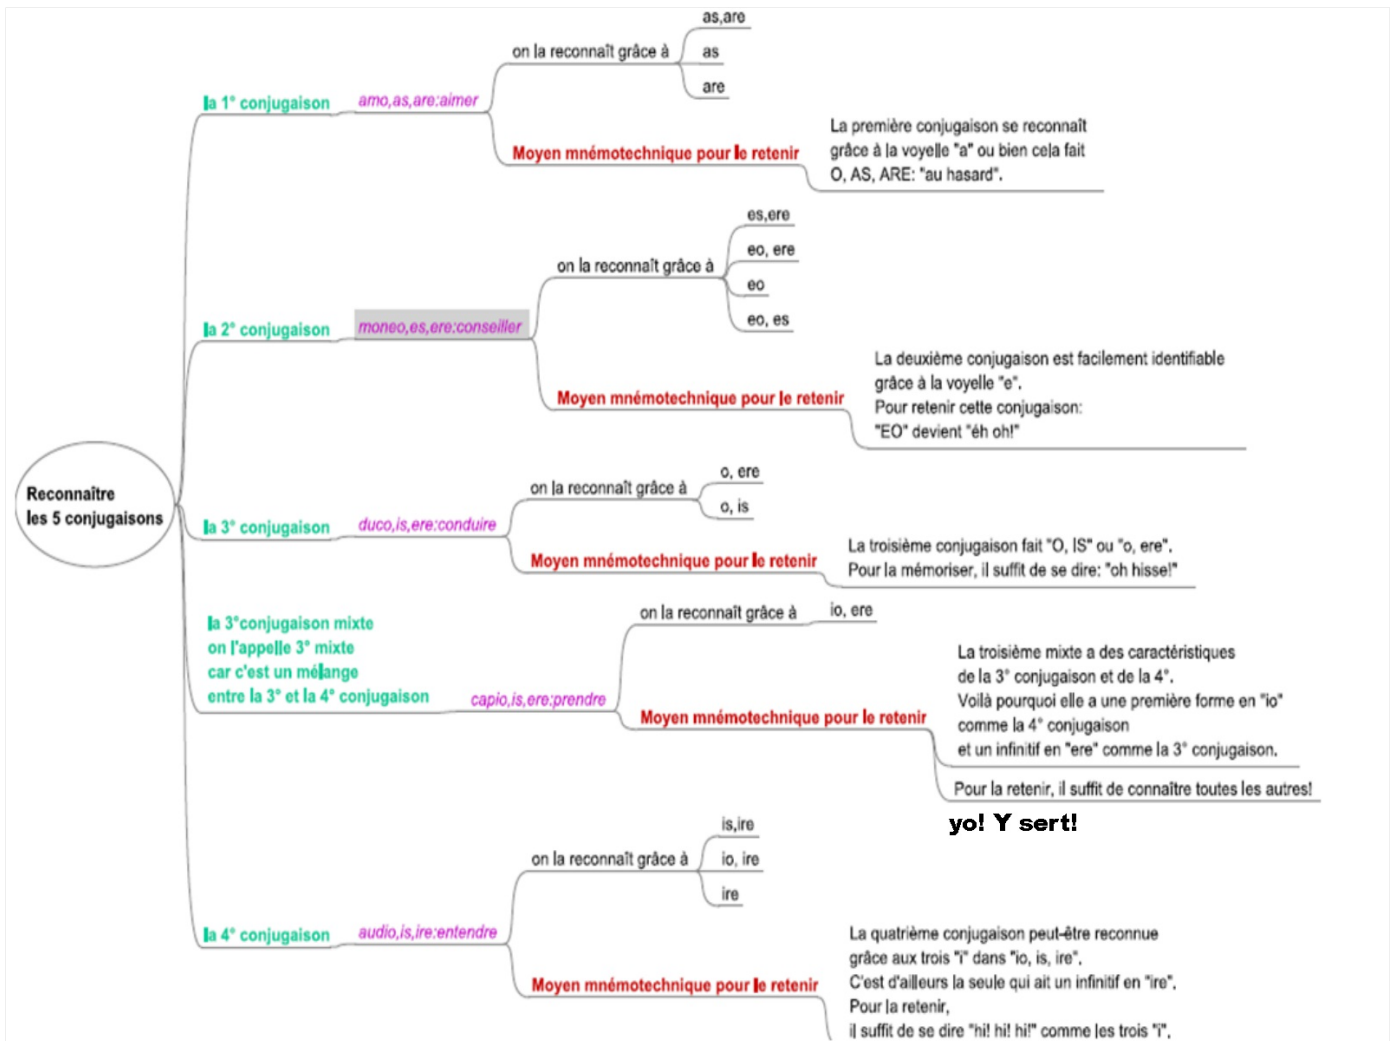 Reconnaître
les 5 conjugaisons
la 1° conjugaison
amo,as,are:aimer
on la reconnaît grâce à
as,are
as
are
Moyen mnémotechnique pour le retenir
La première conjugaison se reconnaît
grâce à la voyelle "a" ou bien cela fait
O, AS, ARE: "au hasard".
la 2° conjugaison
moneo,es,ere:conseiller
on la reconnaît grâce à
es,ere
eo, ere
eo
eo, es
Moyen mnémotechnique pour le retenir
La deuxième conjugaison est facilement identifiable
grâce à la voyelle "e".
Pour retenir cette conjugaison:
"EO" devient "éh oh!"
la 3° conjugaison
duco,is,ere:conduire
on la reconnaît grâce à
o, ere
o, is
Moyen mnémotechnique pour le retenir
La troisième conjugaison fait "O, IS" ou "o, ere".
Pour la mémoriser, il suffit de se dire: "oh hisse!"
la 3°conjugaison mixte
on l'appelle 3° mixte
car c'est un mélange
entre la 3° et la 4° conjugaison
capio,is,ere:prendre
on la reconnaît grâce à
io, ere
Moyen mnémotechnique pour le retenir
La troisième mixte a des caractéristiques
de la 3° conjugaison et de la 4°.
Voilà pourquoi elle a une première forme en "io"
comme la 4° conjugaison
et un infinitif en "ere" comme la 3° conjugaison.
Pour la retenir, il suffit de connaître toutes les autres!
yo! Y sert!
la 4° conjugaison
audio,is,ire:entendre
on la reconnaît grâce à
is,ire
io, ire
ire
Moyen mnémotechnique pour le retenir
La quatrième conjugaison peut-être reconnue
grâce aux trois "i" dans "io, is, ire".
C'est d'ailleurs la seule qui ait un infinitif en "ire".
Pour la retenir,
il suffit de se dire "hi! hi! hi!" comme les trois "i".